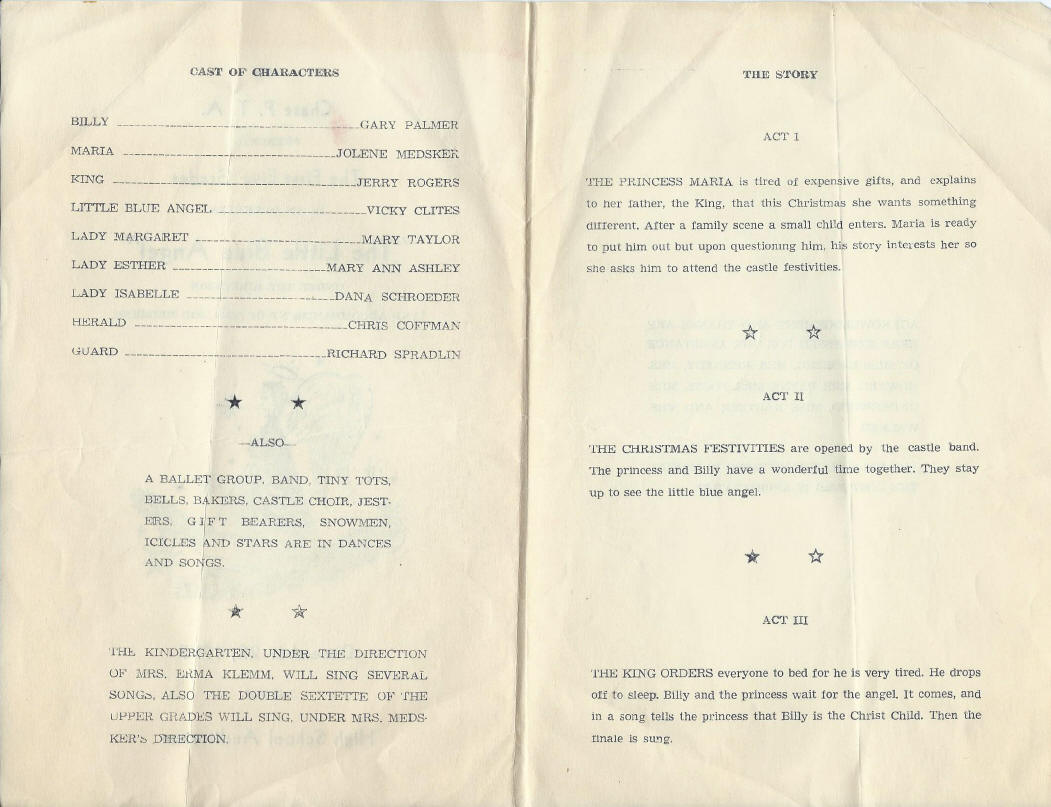 CAST OF CHARACTERS
BILLY GARY PALMER
MARIA JOLENE MEDSKER
KING JERRY ROGERS
LITTLE BLUE ANGEL VICKY CLITES
LADY MARGARET MARY TAYLOR
LADY ESTHER MARY ANN ASHLEY
LADY ISABELLE DANA SCHROEDER
HERALD CHRIS COFFMAN
GUARD RICHARD SPRADLIN
—ALSO—
A BALLET GROUP, BAND, TINY TOTS,
BELLS, BAKERS, CASTLE CHOIR, JEST-
ERS, GIFT BEARERS, SNOWMEN,
ICICLES AND STARS ARE IN DANCES
AND SONGS.
THE KINDERGARTEN, UNDER THE DIRECTION
OF MRS. ERMA KLEMM, WILL SING SEVERAL
SONGS, ALSO THE DOUBLE SEXTETTE OF THE
UPPER GRADES WILL SING, UNDER MRS. MEDS-
KER'S DIRECTION.
THE STORY
ACT I
THE PRINCESS MARIA is tired of expensive gifts, and explains
to her father, the King, that this Christmas she wants something
different. After a family scene a small child enters. Maria is ready
to put him out but upon questioning him, his story interests her so
she asks him to attend the castle festivities.
ACT II
THE CHRISTMAS FESTIVITIES are opened by the castle band.
The princess and Billy have a wonderful time together. They stay
up to see the little blue angel.
ACT III
THE KING ORDERS everyone to bed for he is very tired. He drops
off to sleep. Billy and the princess wait for the angel. It comes, and
in a song tells the princess that Billy is the Christ Child. Then the
finale is sung.